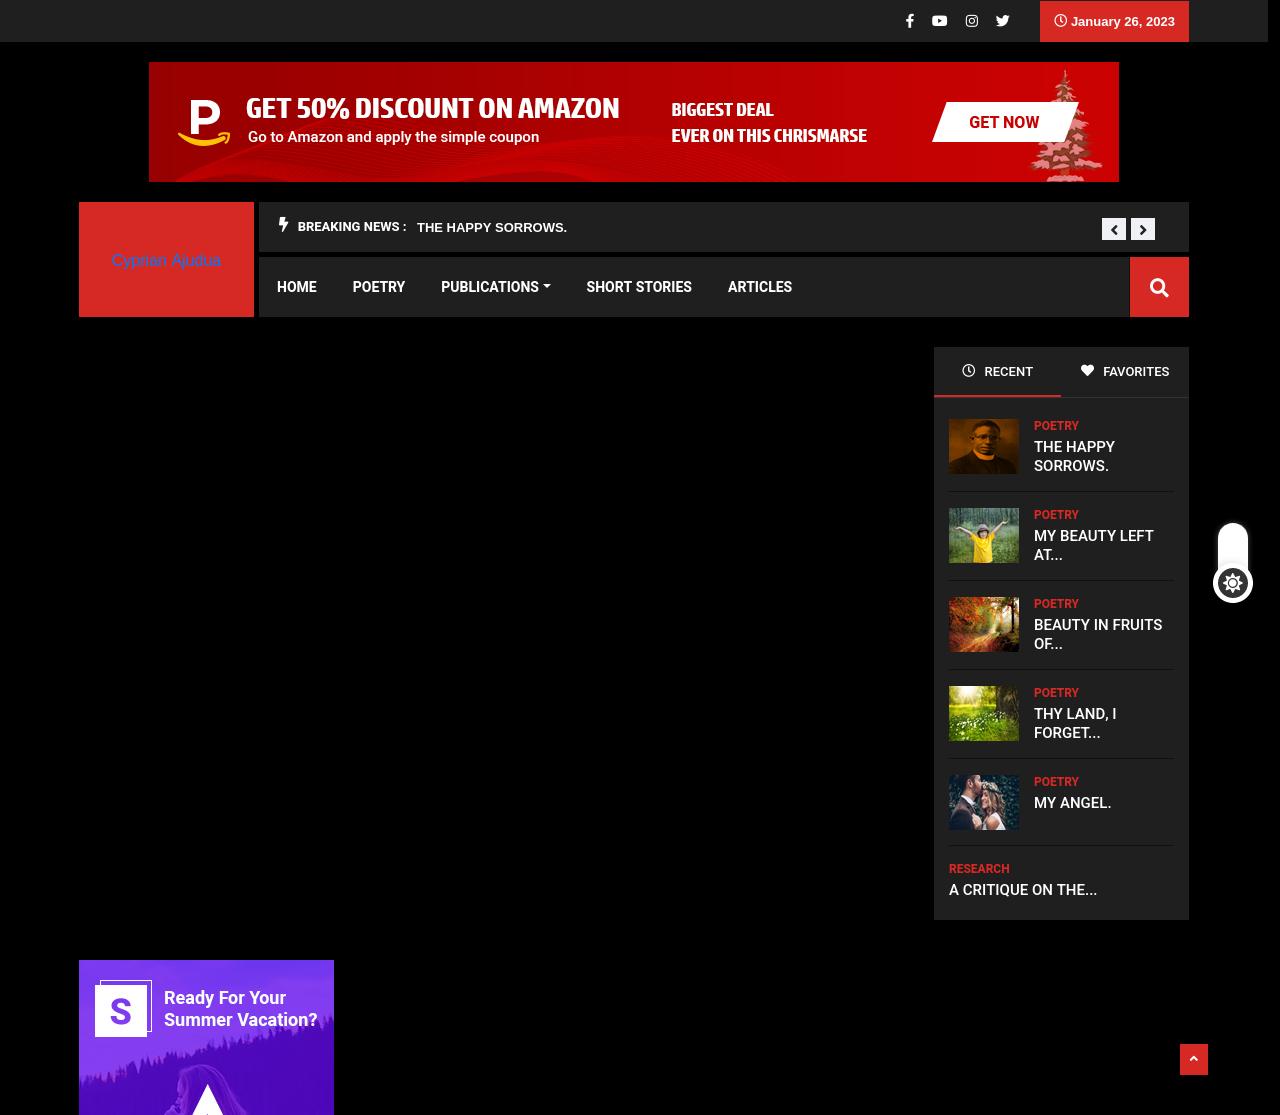 January 26, 2023
P
GET 50% DISCOUNT ON AMAZON
Go to Amazon and apply the simple coupon
BIGGEST DEAL
EVER ON THIS CHRISMARSE
GET NOW
Cyprian Ajudua
BREAKING NEWS :
THE HAPPY SORROWS.
HOME
POETRY
PUBLICATIONS
SHORT STORIES
ARTICLES
RECENT
FAVORITES
POETRY
THE HAPPY
SORROWS.
POETRY
MY BEAUTY LEFT
AT...
POETRY
BEAUTY IN FRUITS
OF...
POETRY
THY LAND, I
FORGET...
POETRY
MY ANGEL.
RESEARCH
A CRITIQUE ON THE...
S
Ready For Your
Summer Vacation?